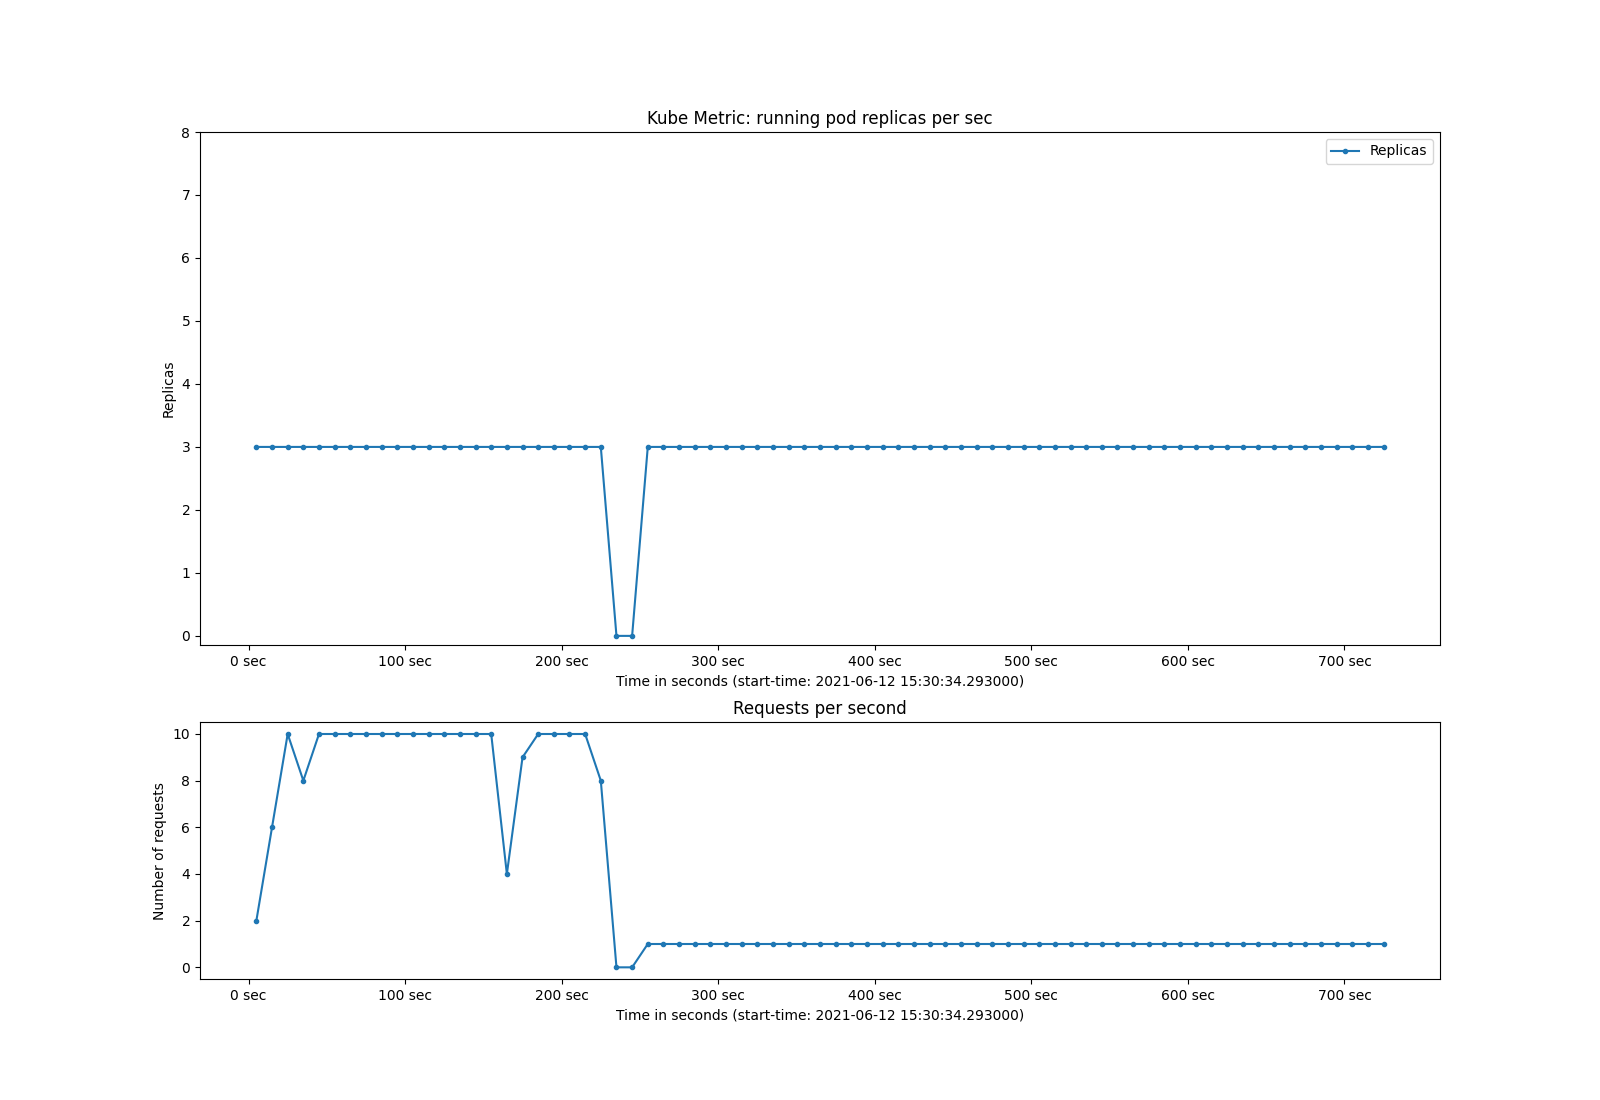 Kube Metric: running pod replicas per sec
Replicas
8
7
6
5
4
3
2
1
0
Replicas
0 sec 100 sec 200 sec 300 sec 400 sec 500 sec 600 sec 700 sec
Time in seconds (start-time: 2021-06-12 15:30:34.293000)
Requests per second
10
8
6
4
2
0
Number of requests
0 sec 100 sec 200 sec 300 sec 400 sec 500 sec 600 sec 700 sec
Time in seconds (start-time: 2021-06-12 15:30:34.293000)